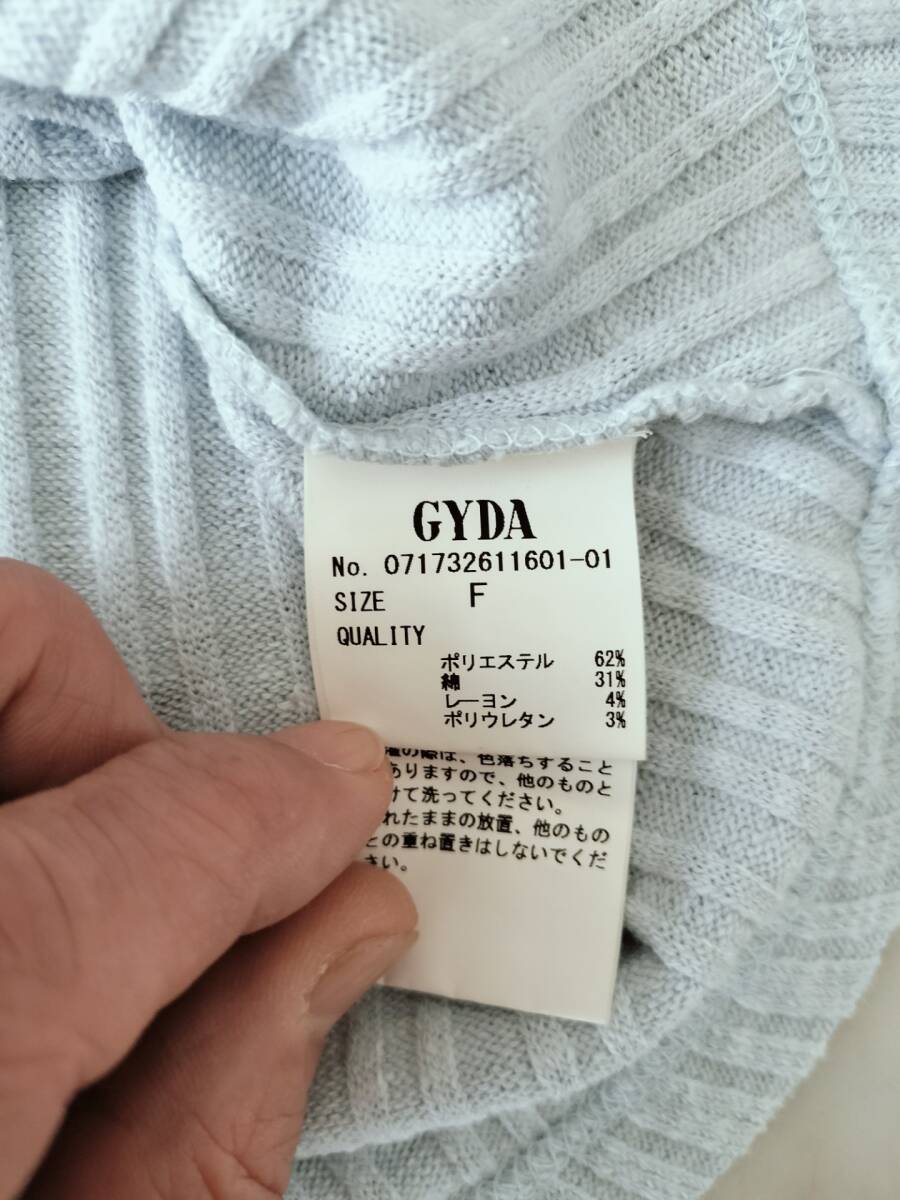 GYDA
No. 071732611601-01
SIZE F
QUALITY
ポリエステル 62%
綿 31%
レーヨン 4%
ポリウレタン 3%
の際は、色落ちすること
ありますので、他のものと
けて洗ってください。
れたままの放置、他のもの
との重ね置きはしないでくだ
さい。